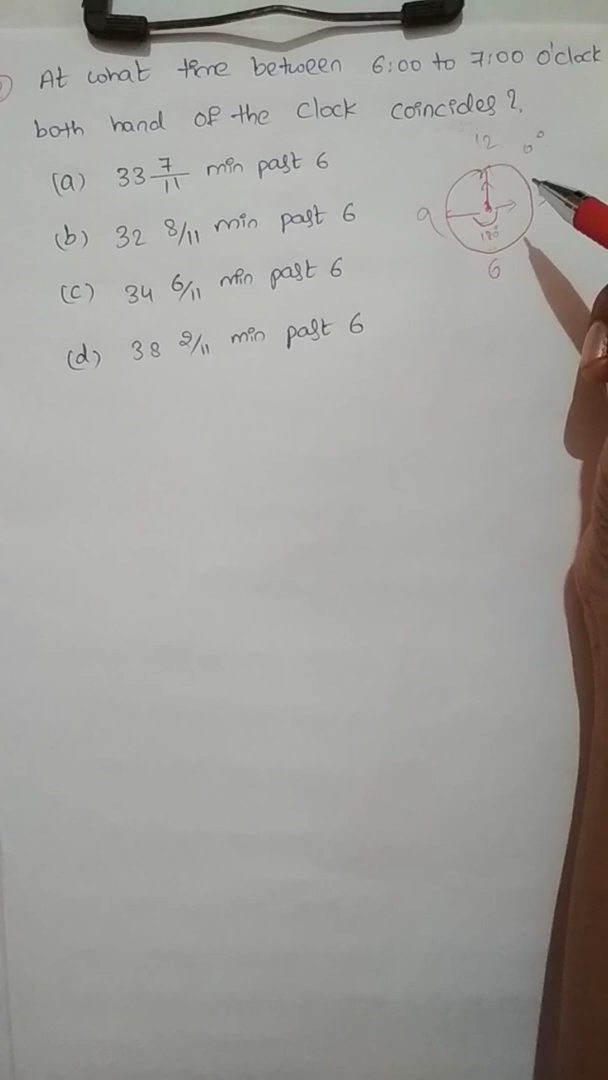 At what time between 6:00 to 7:00 O'clock
both hand of the clock coincides?
(a) 33 7/11 min past 6
(b) 32 8/11 min past 6
(c) 34 6/11 min past 6
(d) 38 2/11 min past 6
12 0°
9
180°
6